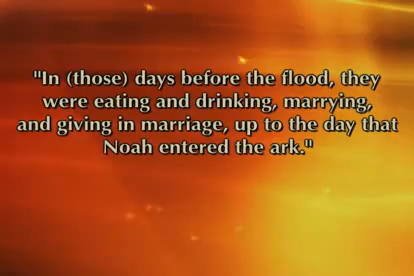 "In (those) days before the flood, they
were eating and drinking, marrying,
and giving in marriage, up to the day that
Noah entered the ark."